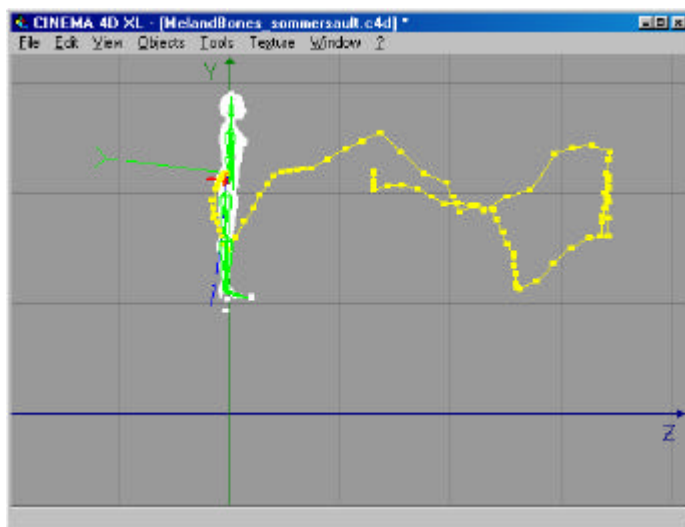 CINEMA 4D XL - [MelandBones_sommersault.c4d] *
File Edit View Objects Tools Texture Window ?
Y
Z